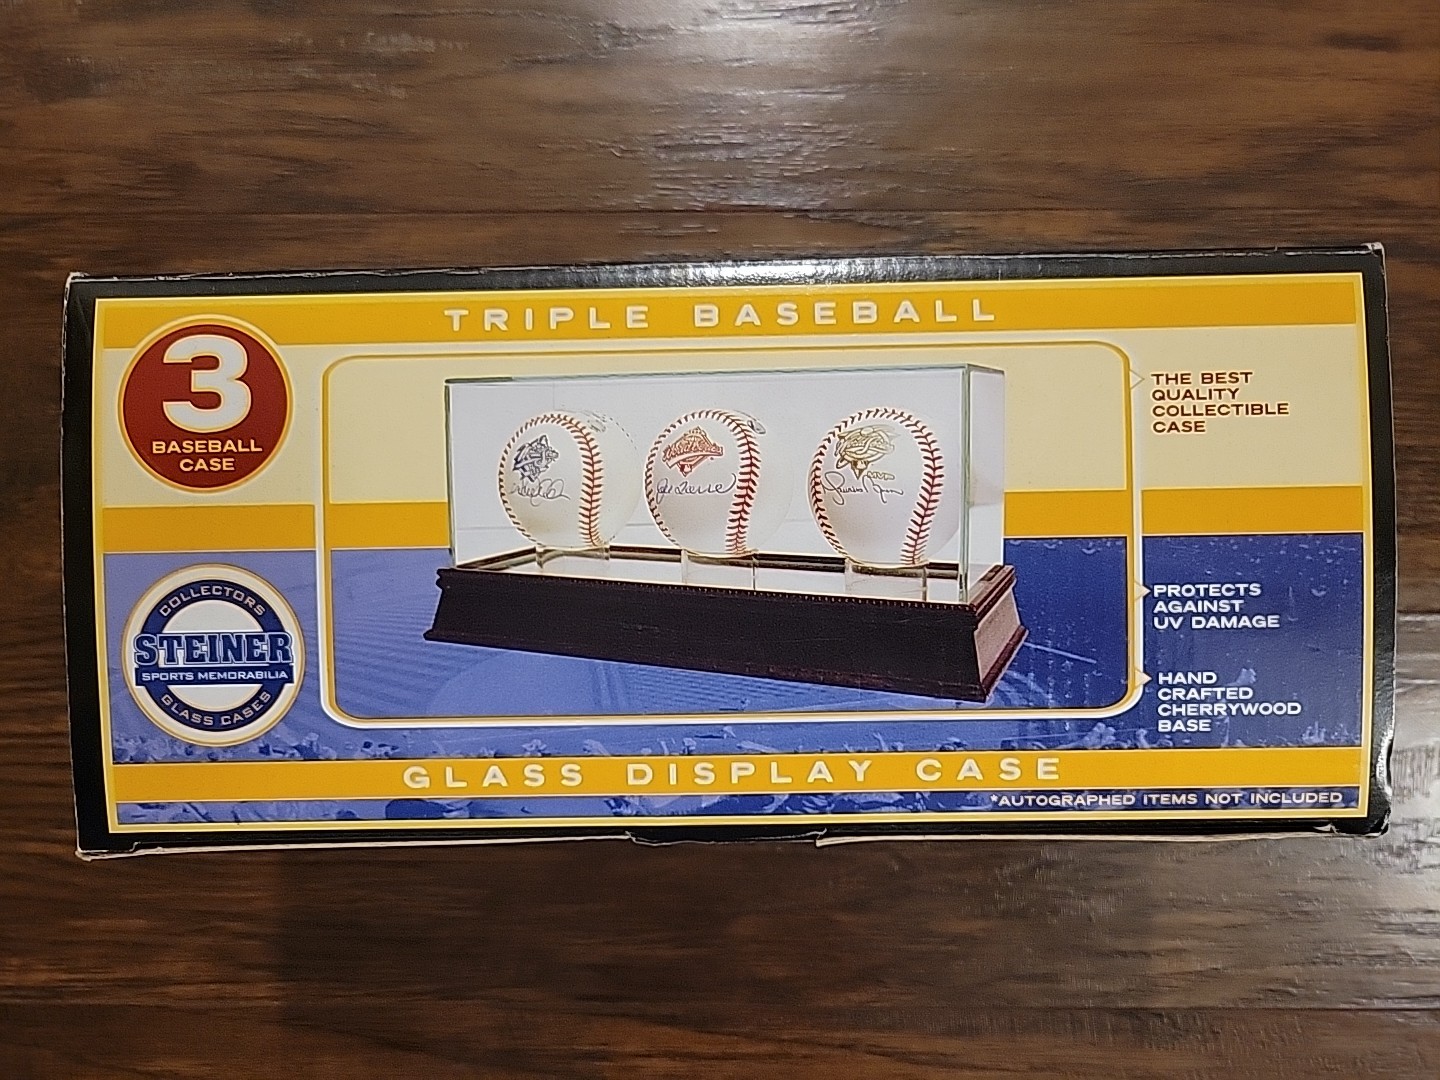 TRIPLE BASEBALL
3
BASEBALL
CASE
THE BEST
QUALITY
COLLECTIBLE
CASE
COLLECTORS
STEINER
SPORTS MEMORABILIA
GLASS CASES
PROTECTS
AGAINST
UV DAMAGE
HAND
CRAFTED
CHERRYWOOD
BASE
GLASS DISPLAY CASE
*AUTOGRAPHED ITEMS NOT INCLUDED